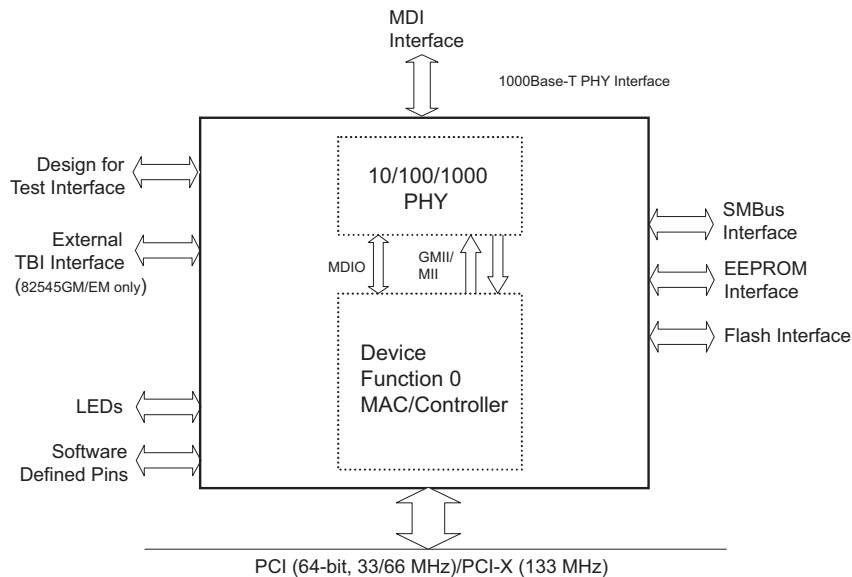 MDI
Interface
1000Base-T PHY Interface
Design for
Test Interface
10/100/1000
PHY
External
TBI Interface
(82545GM/EM only)
SMBus
Interface
MDIO
GMII/
MII
EEPROM
Interface
Flash Interface
Device
Function 0
MAC/Controller
LEDs
Software
Defined Pins
PCI (64-bit, 33/66 MHz)/PCI-X (133 MHz)